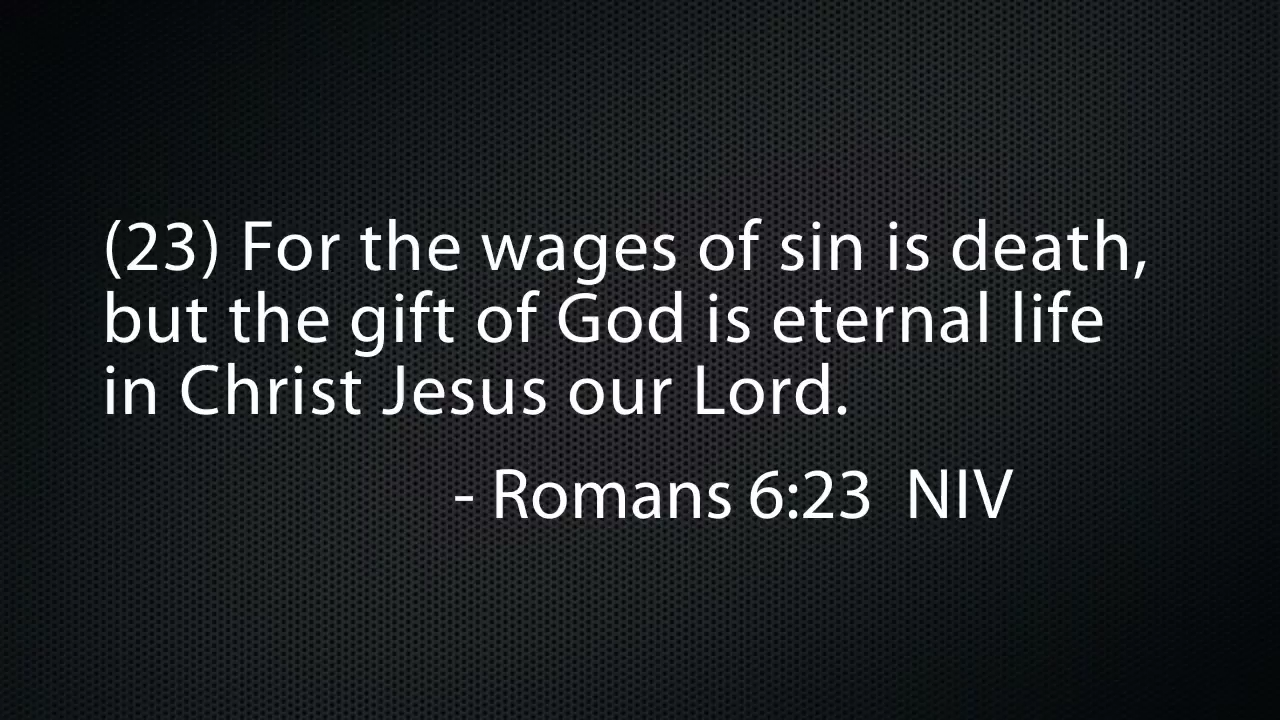 (23) For the wages of sin is death,
but the gift of God is eternal life
in Christ Jesus our Lord.
- Romans 6:23  NIV